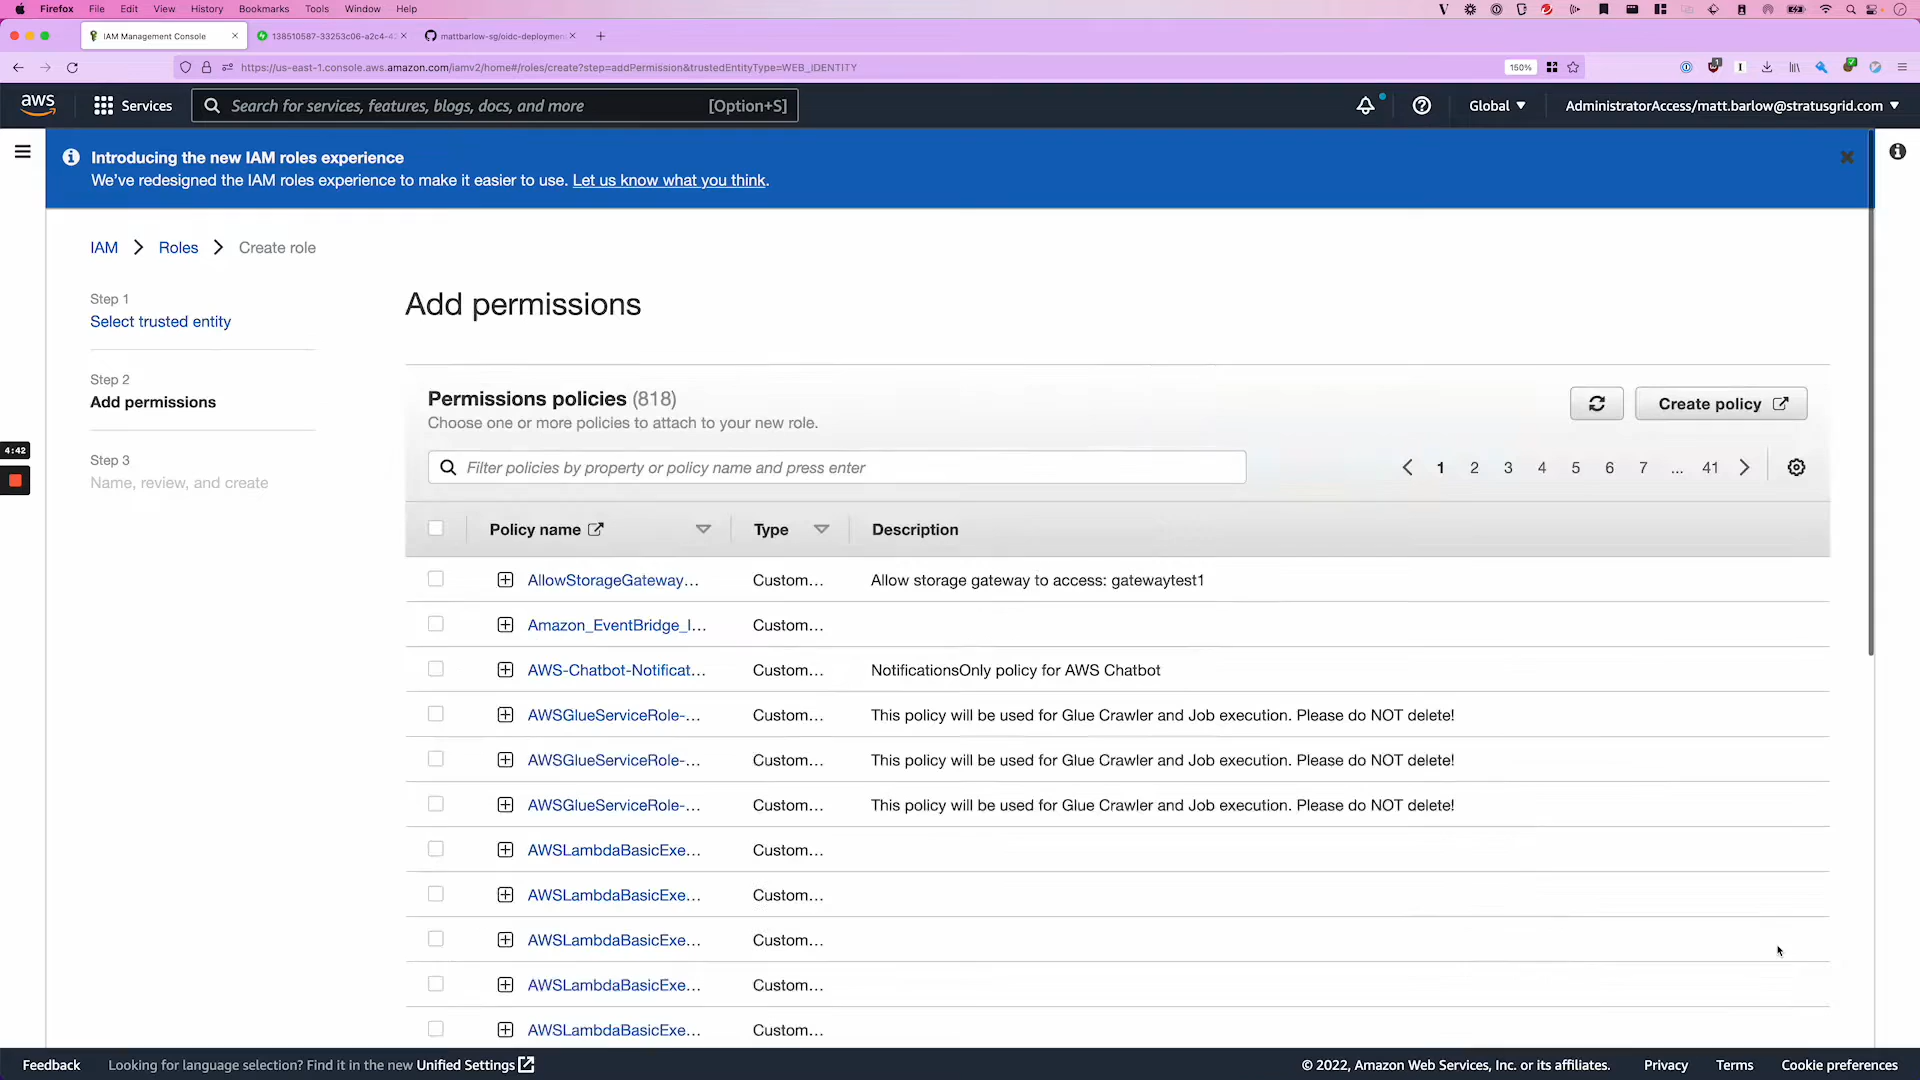 Firefox File Edit View History Bookmarks Tools Window Help
IAM Management Console
138510587-33253c06-a2c4-42
mattbarlow-sg/oidc-deploymen
https://us-east-1.console.aws.amazon.com/iamv2/home#/roles/create?step=addPermission&trustedEntityType=WEB_IDENTITY
150%
aws
Services
Search for services, features, blogs, docs, and more [Option+S]
Global
AdministratorAccess/matt.barlow@stratusgrid.com
Introducing the new IAM roles experience
We've redesigned the IAM roles experience to make it easier to use. Let us know what you think.
IAM > Roles > Create role
Step 1
Select trusted entity
Step 2
Add permissions
Step 3
Name, review, and create
4:42
Add permissions
Permissions policies (818)
Choose one or more policies to attach to your new role.
Create policy
Filter policies by property or policy name and press enter
1 2 3 4 5 6 7 ... 41
Policy name Type Description
AllowStorageGateway... Custom... Allow storage gateway to access: gatewaytest1
Amazon_EventBridge_I... Custom...
AWS-Chatbot-Notificat... Custom... NotificationsOnly policy for AWS Chatbot
AWSGlueServiceRole-... Custom... This policy will be used for Glue Crawler and Job execution. Please do NOT delete!
AWSGlueServiceRole-... Custom... This policy will be used for Glue Crawler and Job execution. Please do NOT delete!
AWSGlueServiceRole-... Custom... This policy will be used for Glue Crawler and Job execution. Please do NOT delete!
AWSLambdaBasicExe... Custom...
AWSLambdaBasicExe... Custom...
AWSLambdaBasicExe... Custom...
AWSLambdaBasicExe... Custom...
AWSLambdaBasicExe... Custom...
Feedback Looking for language selection? Find it in the new Unified Settings
© 2022, Amazon Web Services, Inc. or its affiliates. Privacy Terms Cookie preferences